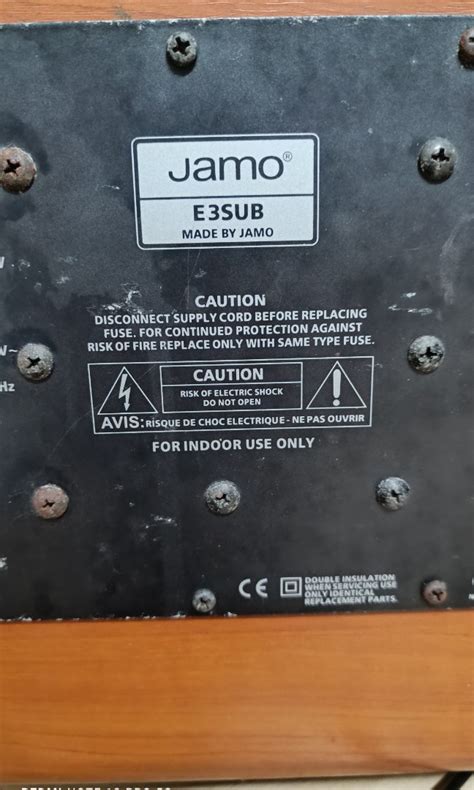 Jamo®
E3SUB
MADE BY JAMO
CAUTION
DISCONNECT SUPPLY CORD BEFORE REPLACING
FUSE. FOR CONTINUED PROTECTION AGAINST
RISK OF FIRE REPLACE ONLY WITH SAME TYPE FUSE.
CAUTION
RISK OF ELECTRIC SHOCK
DO NOT OPEN
AVIS: RISQUE DE CHOC ELECTRIQUE - NE PAS OUVRIR
FOR INDOOR USE ONLY
Hz
CE
DOUBLE INSULATION
WHEN SERVICING USE
ONLY IDENTICAL
REPLACEMENT PARTS.